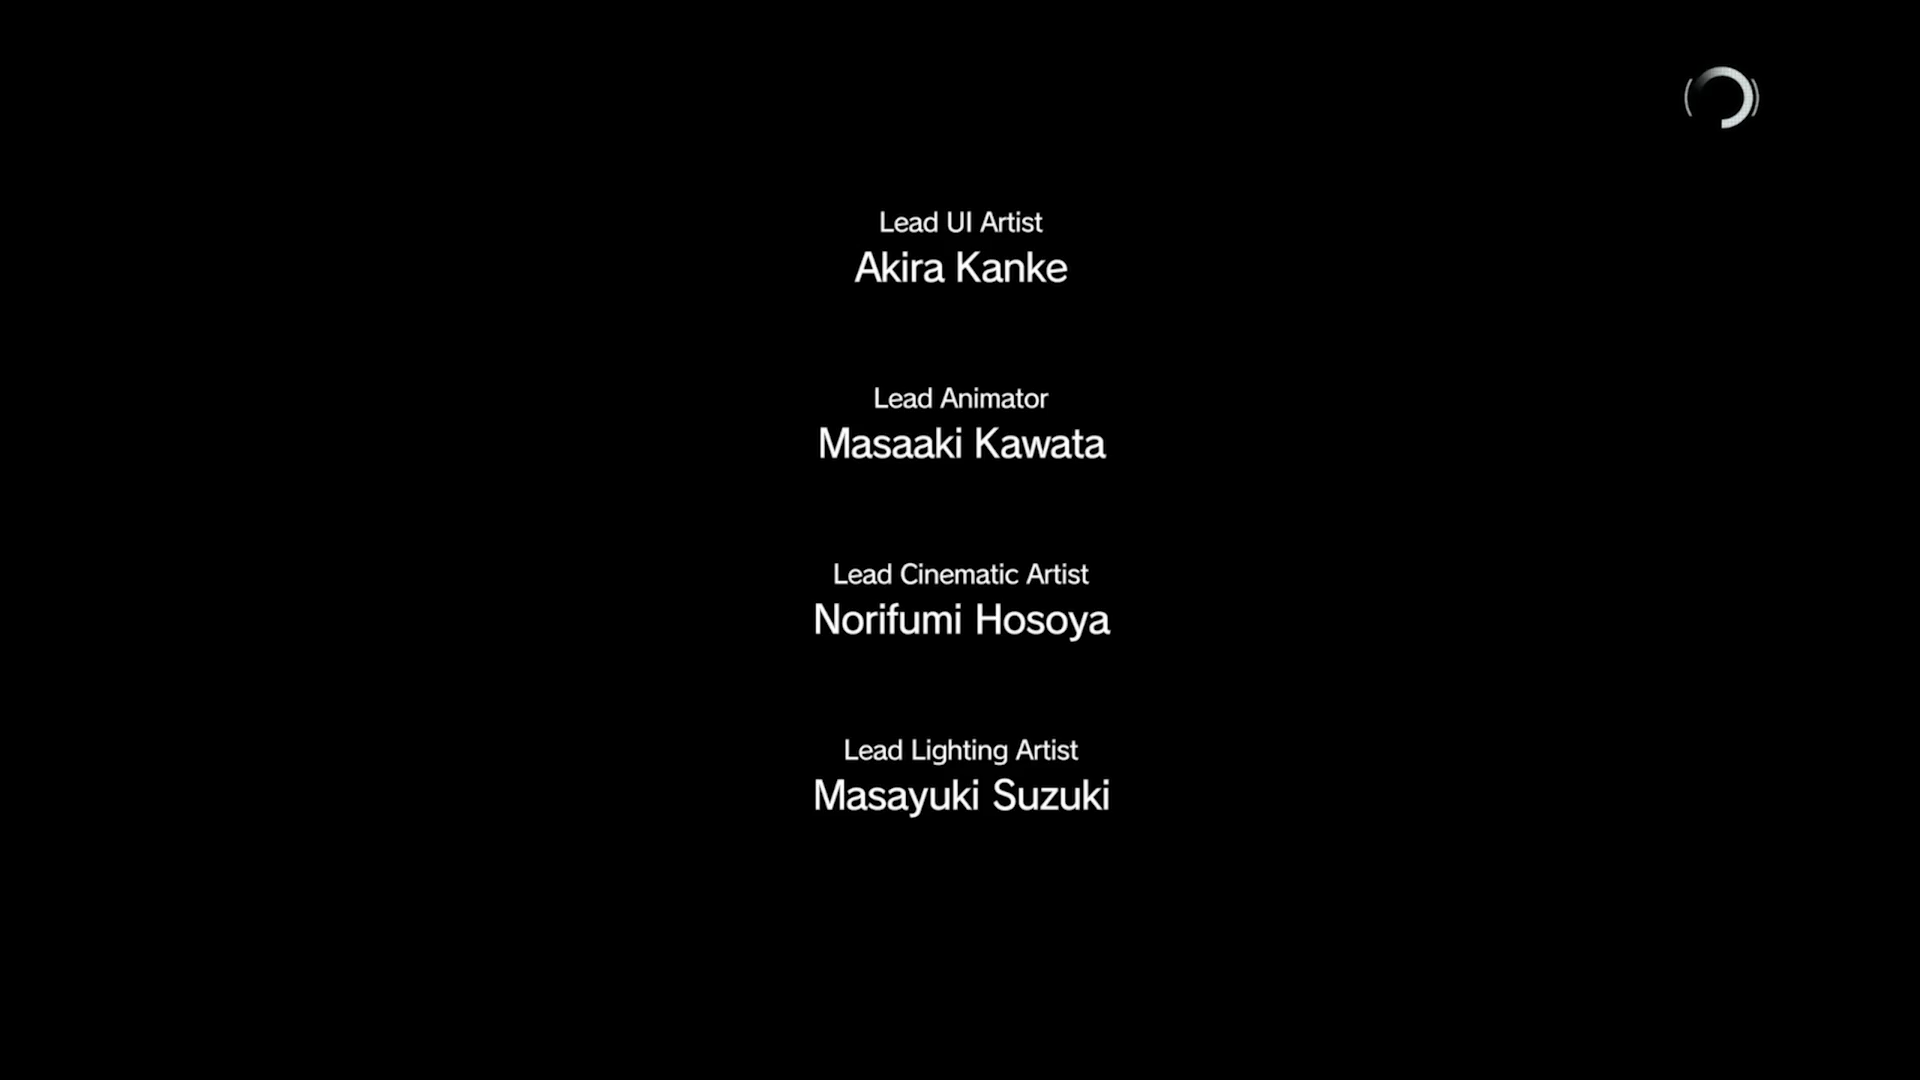 Lead UI Artist
Akira Kanke
Lead Animator
Masaaki Kawata
Lead Cinematic Artist
Norifumi Hosoya
Lead Lighting Artist
Masayuki Suzuki